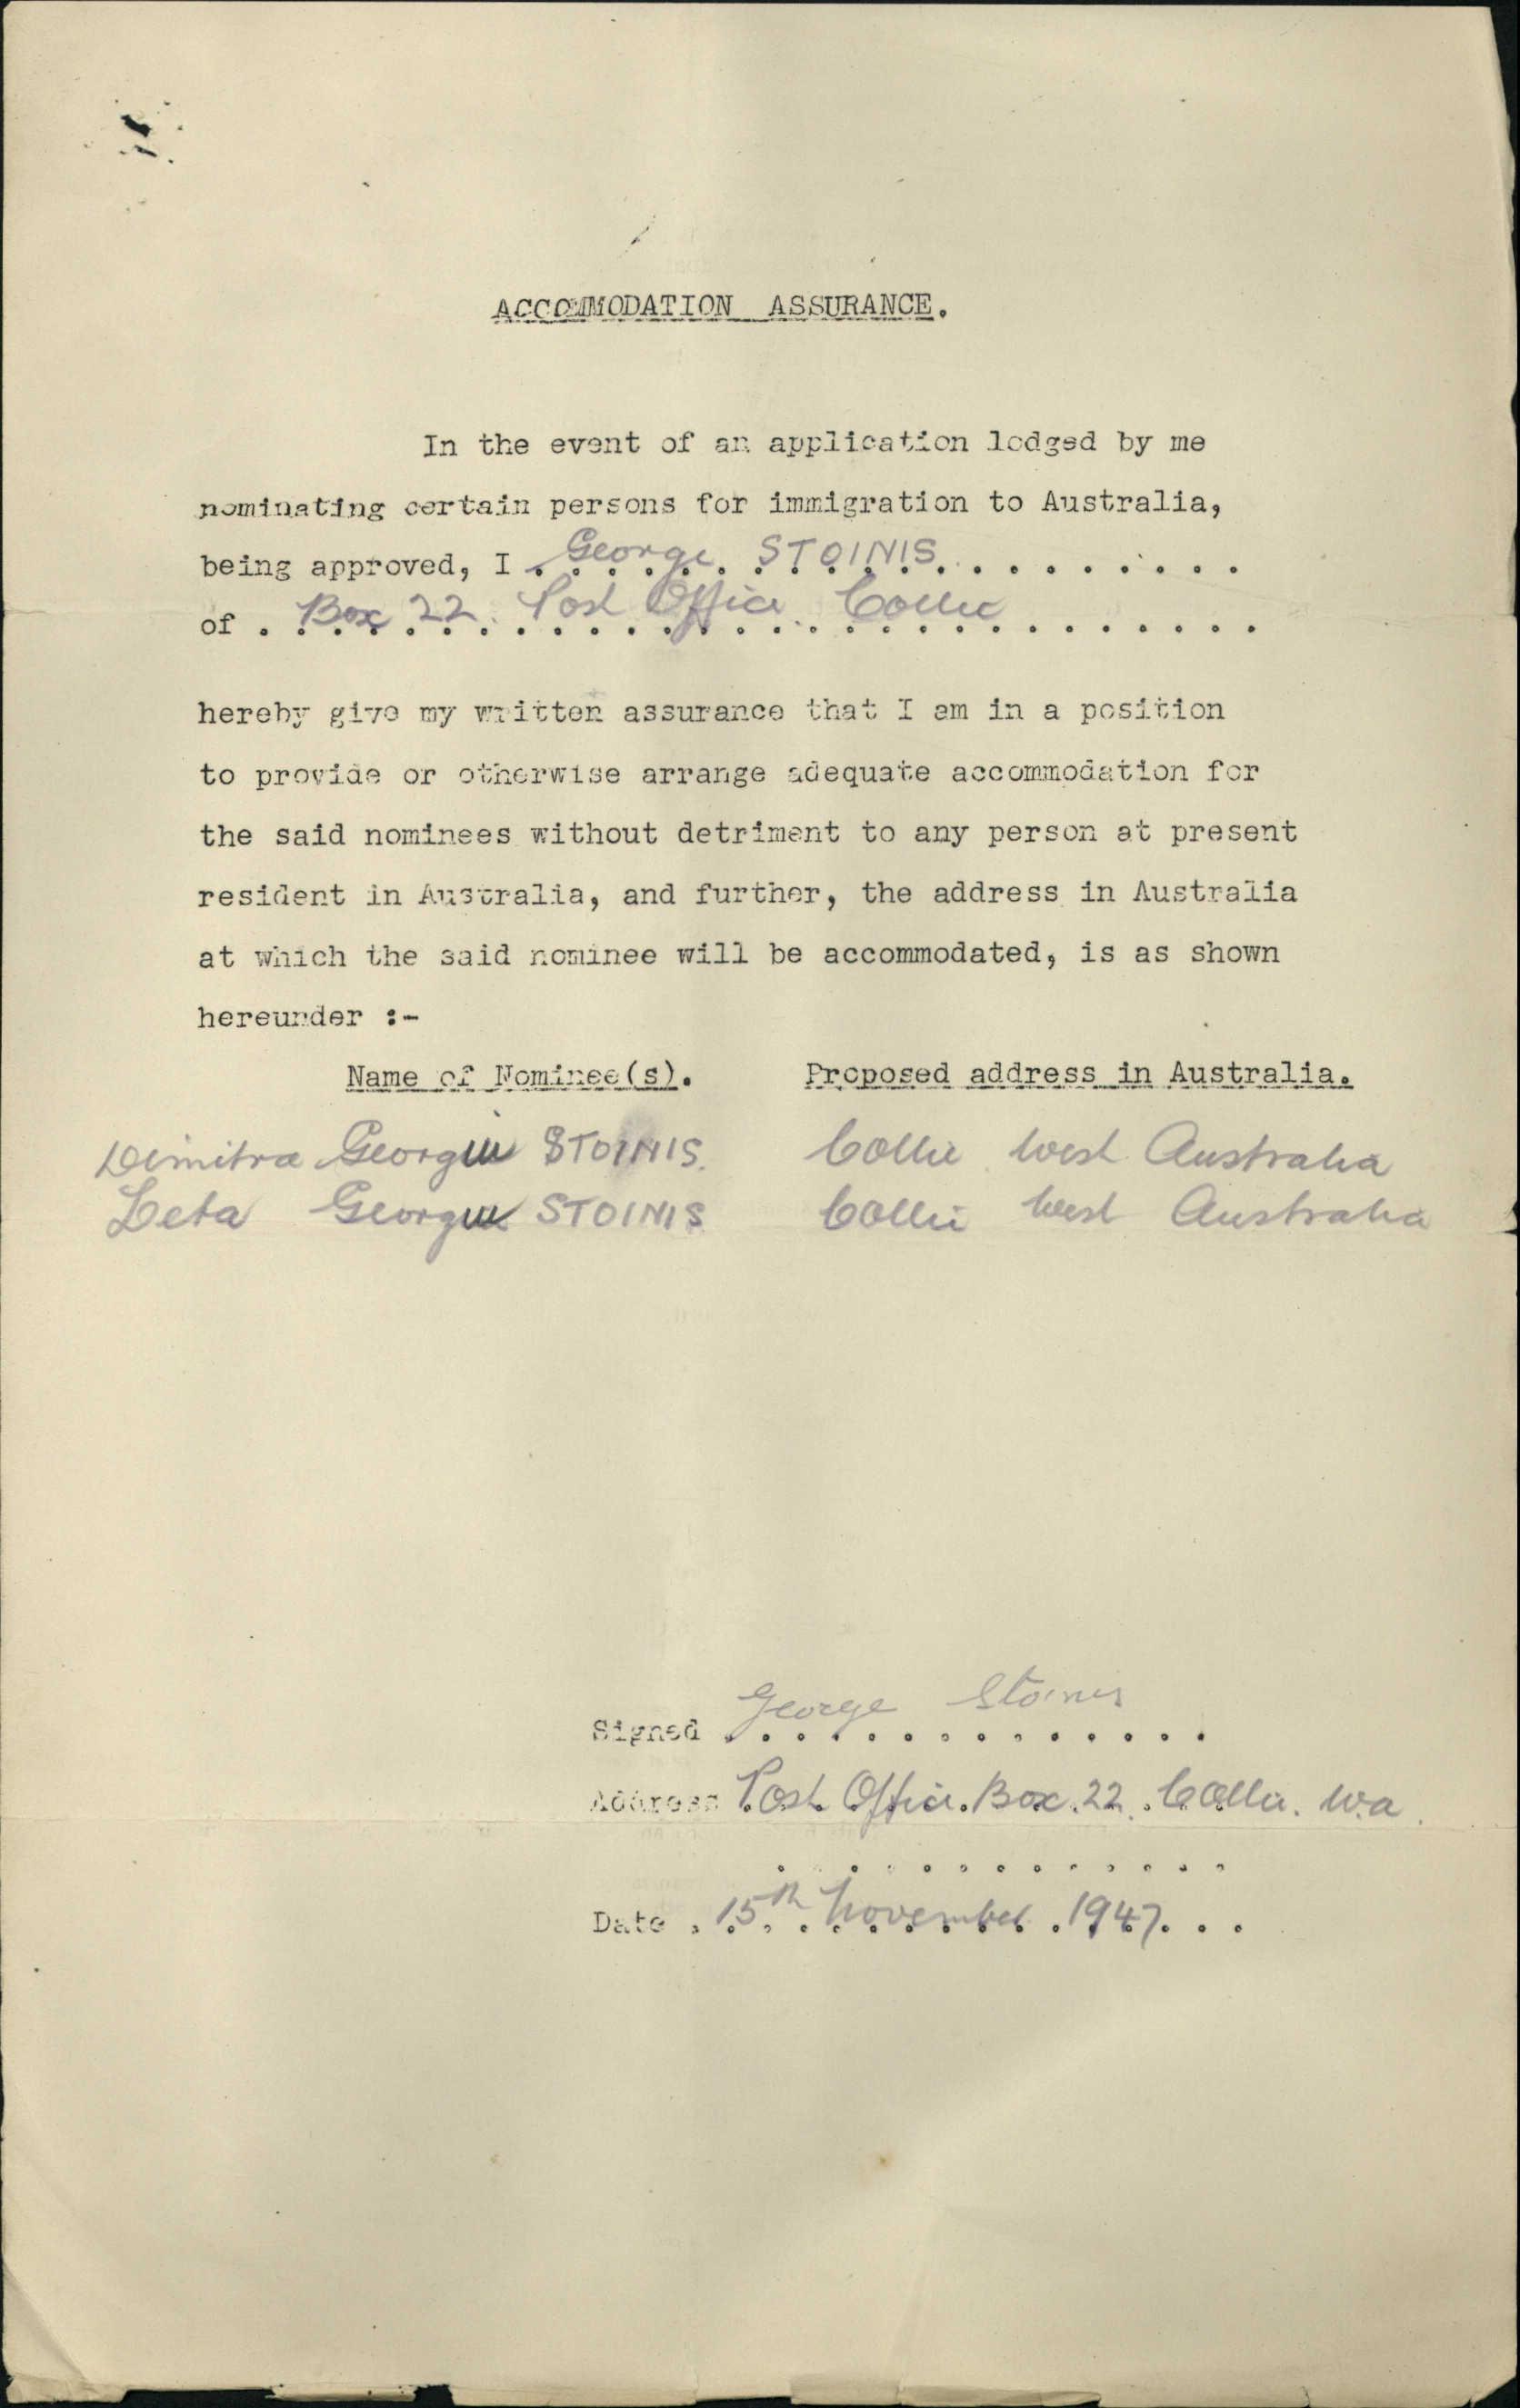 ACCOMMODATION ASSURANCE.
In the event of an application lodged by me
nominating certain persons for immigration to Australia,
being approved, I George STOINIS
of Box 22. Post Office Collie
hereby give my written assurance that I am in a position
to provide or otherwise arrange adequate accommodation for
the said nominees without detriment to any person at present
resident in Australia, and further, the address in Australia
at which the said nominee will be accommodated, is as shown
hereunder :-
Name of Nominee(s). Proposed address in Australia.
Dimitra STOINIS. Collie West Australia
STOINIS Collie West Australia
Signed George Stoinis
Address Post Office Box 22. Collie. W.a.
Date 15th November 1947